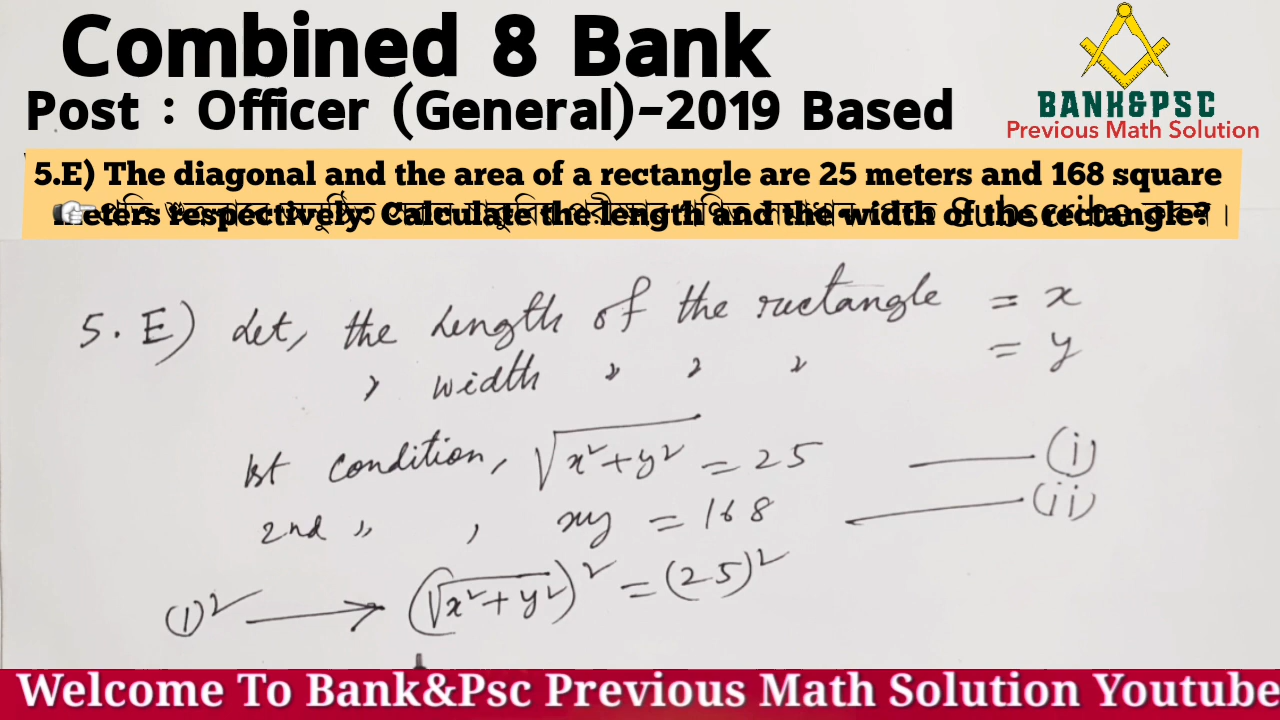 Combined 8 Bank
Post : Officer (General)-2019 Based
BANK&PSC
Previous Math Solution
5.E) The diagonal and the area of a rectangle are 25 meters and 168 square
meters respectively. Calculate the length and the width of the rectangle?
Subscribe
5. E) Let, the Length of the rectangle = x
" width " " " = y
1st condition, √x²+y² = 25 (i)
2nd " , xy = 168 (ii)
(i)² → (√x²+y²)² = (25)²
Welcome To Bank&Psc Previous Math Solution Youtube